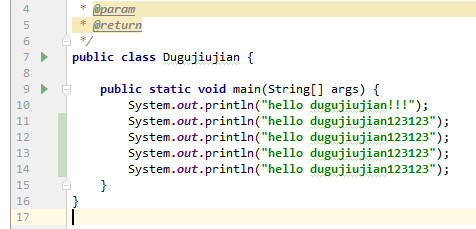 4 * @param
5 * @return
6 */
7 public class Dugujiujian {
8
9 public static void main(String[] args) {
10 System.out.println("hello dugujiujian!!!");
11 System.out.println("hello dugujiujian123123");
12 System.out.println("hello dugujiujian123123");
13 System.out.println("hello dugujiujian123123");
14 System.out.println("hello dugujiujian123123");
15 }
16 }
17